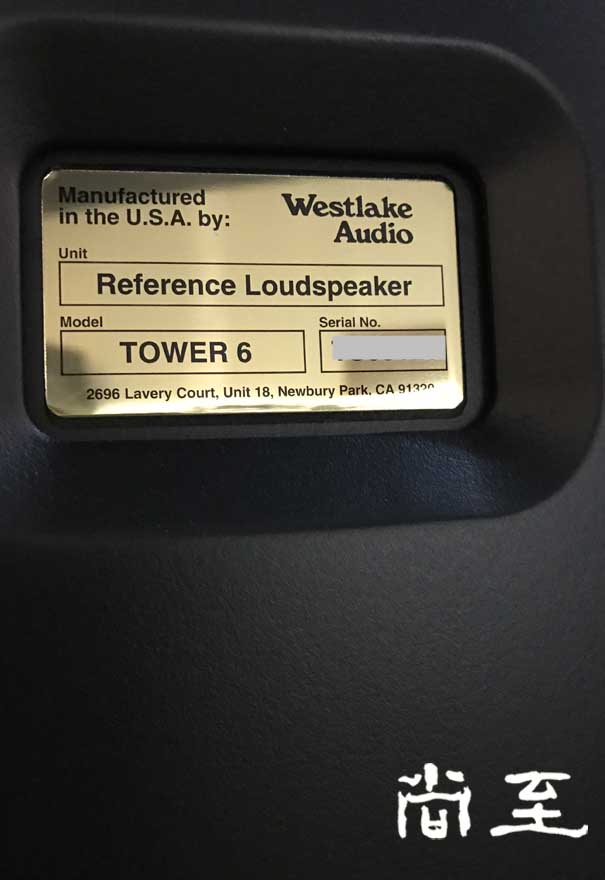 Manufactured
in the U.S.A. by:
Westlake
Audio
Unit
Reference Loudspeaker
Model
Serial No.
TOWER 6
2696 Lavery Court, Unit 18, Newbury Park, CA 91320
尚至